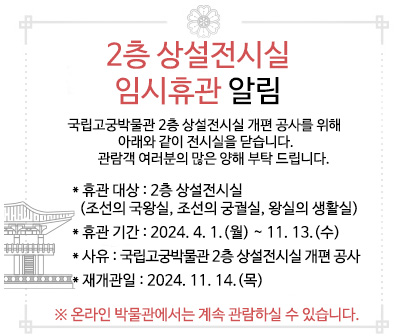 2층 상설전시실
임시휴관 알림
국립고궁박물관 2층 상설전시실 개편 공사를 위해
아래와 같이 전시실을 닫습니다.
관람객 여러분의 많은 양해 부탁 드립니다.
* 휴관 대상 : 2층 상설전시실
(조선의 국왕실, 조선의 궁궐실, 왕실의 생활실)
* 휴관 기간 : 2024. 4. 1.(월) ~ 11. 13.(수)
* 사유 : 국립고궁박물관 2층 상설전시실 개편 공사
* 재개관일 : 2024. 11. 14.(목)
※ 온라인 박물관에서는 계속 관람하실 수 있습니다.